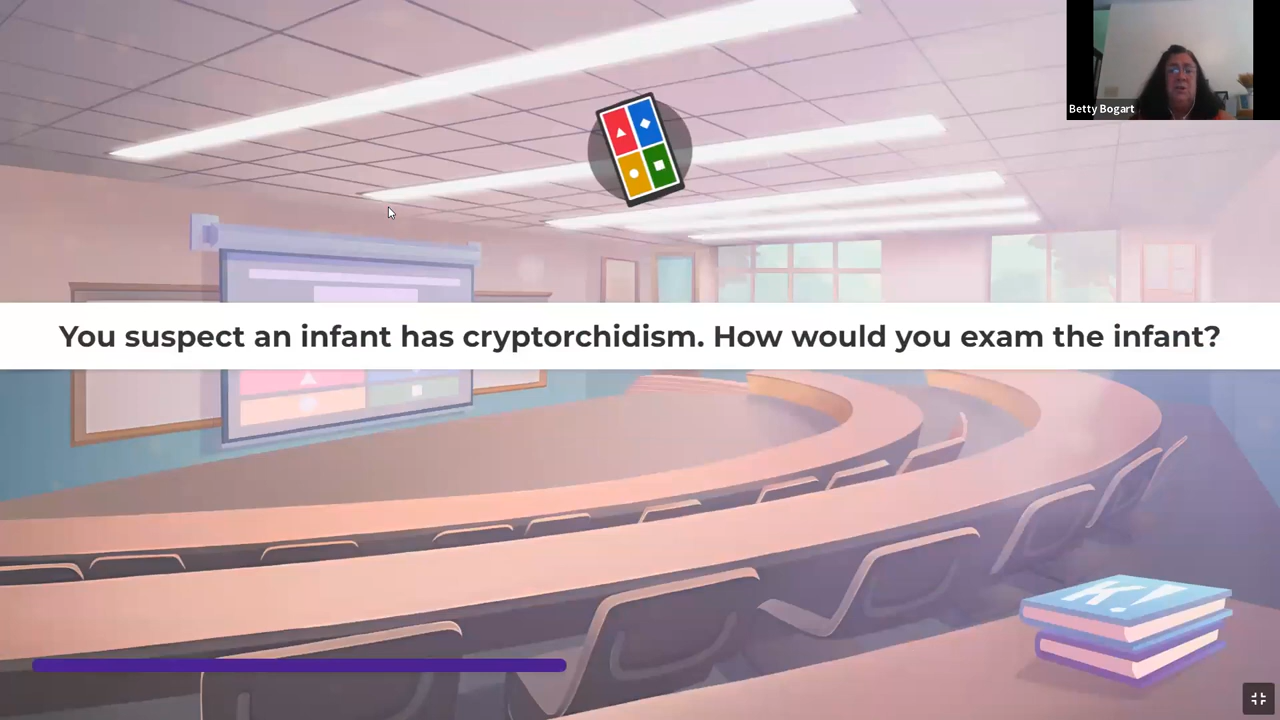 Betty Bogart
You suspect an infant has cryptorchidism. How would you exam the infant?
K!